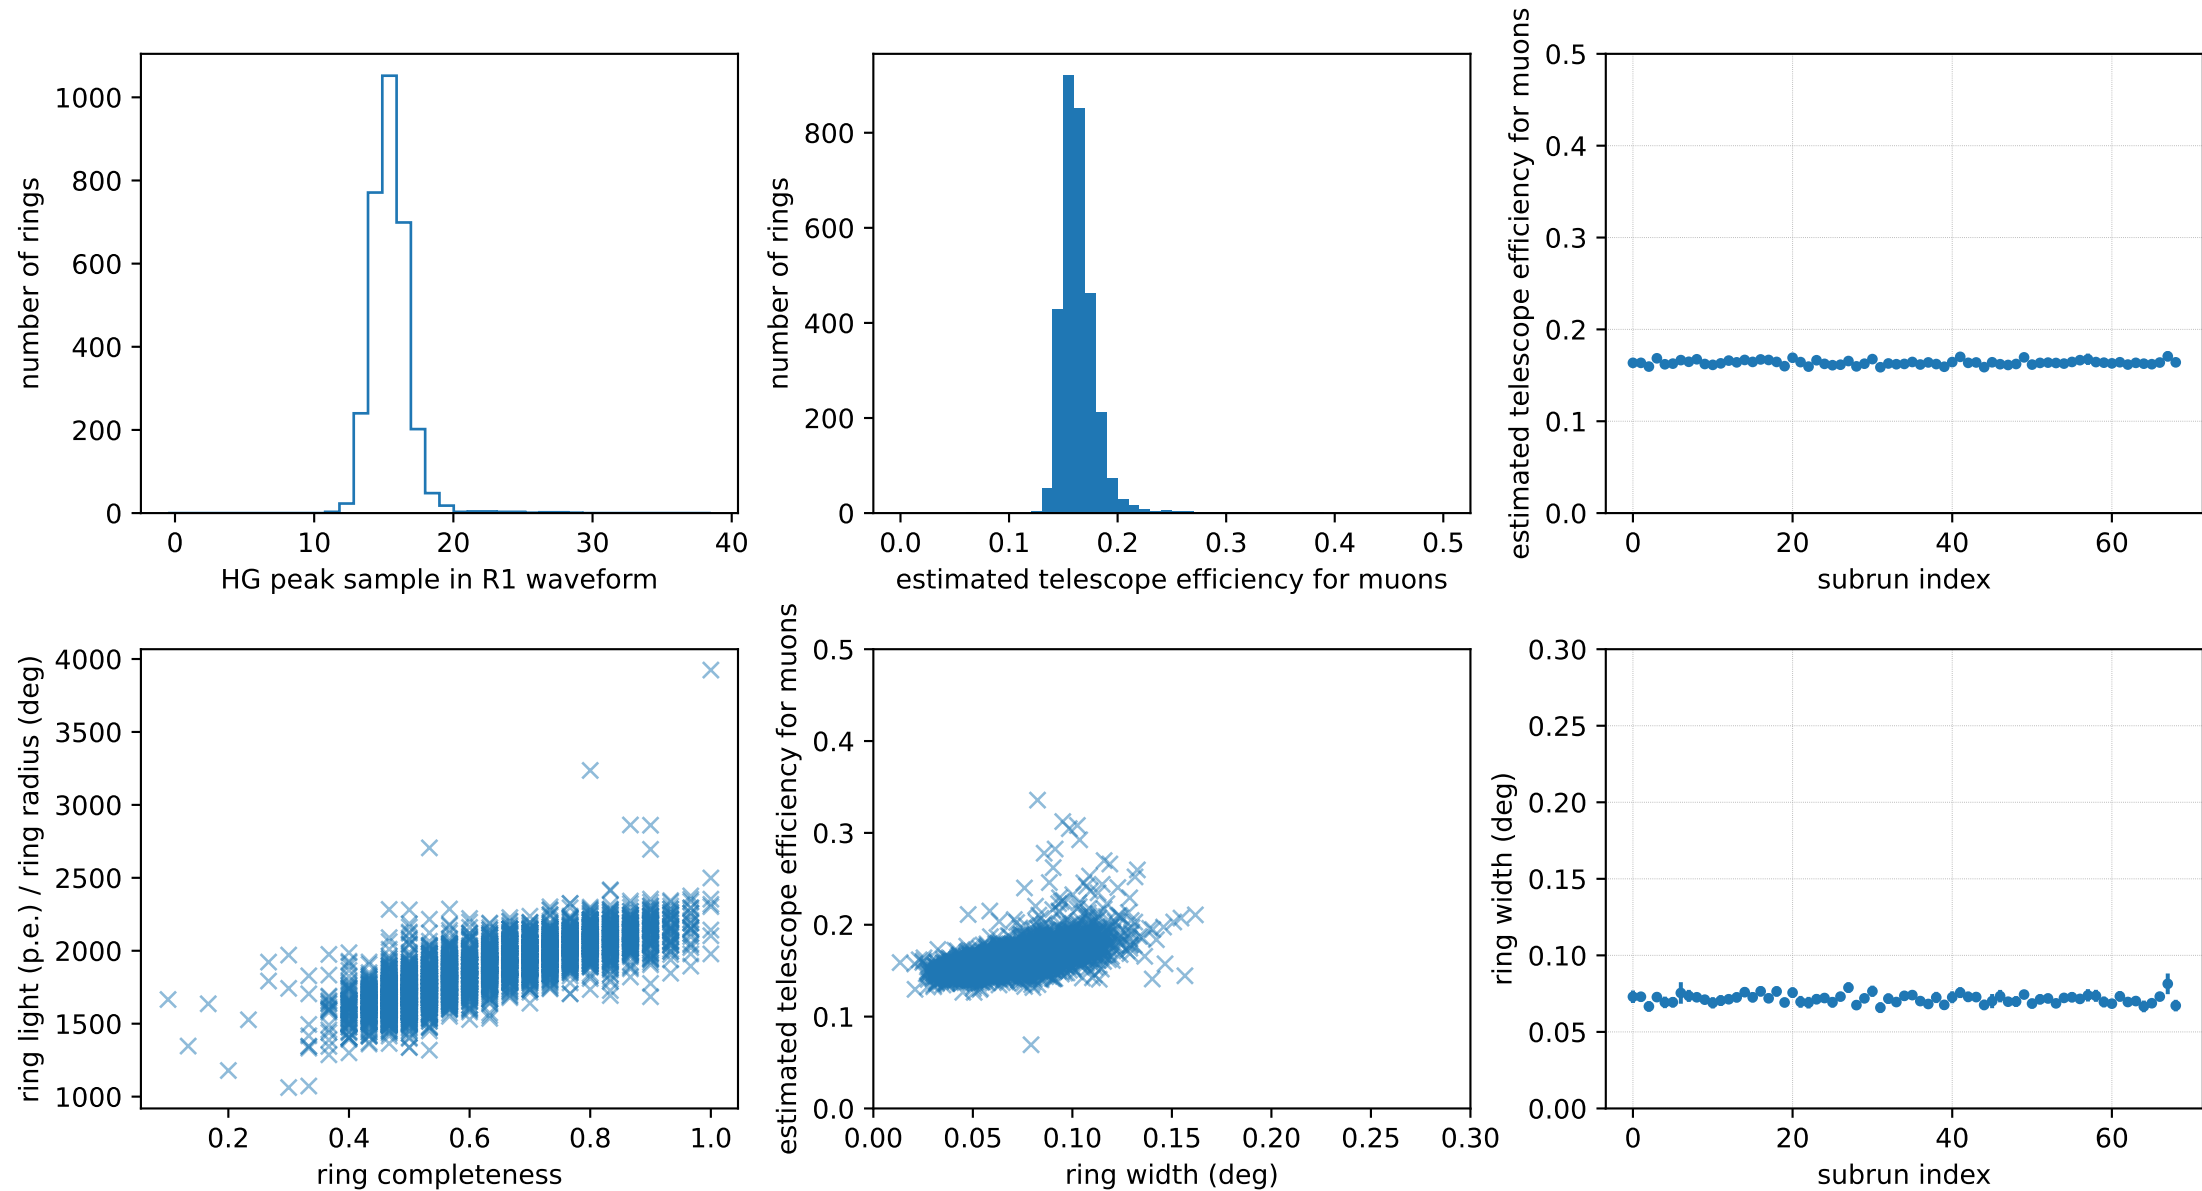 number of rings
1000
800
600
400
200
0
0 10 20 30 40
HG peak sample in R1 waveform
number of rings
800
600
400
200
0
0.0 0.1 0.2 0.3 0.4 0.5
estimated telescope efficiency for muons
estimated telescope efficiency for muons
0.5
0.4
0.3
0.2
0.1
0.0
0 20 40 60
subrun index
ring light (p.e.) / ring radius (deg)
4000
3500
3000
2500
2000
1500
1000
0.2 0.4 0.6 0.8 1.0
ring completeness
estimated telescope efficiency for muons
0.5
0.4
0.3
0.2
0.1
0.0
0.00 0.05 0.10 0.15 0.20 0.25 0.30
ring width (deg)
ring width (deg)
0.30
0.25
0.20
0.15
0.10
0.05
0.00
0 20 40 60
subrun index